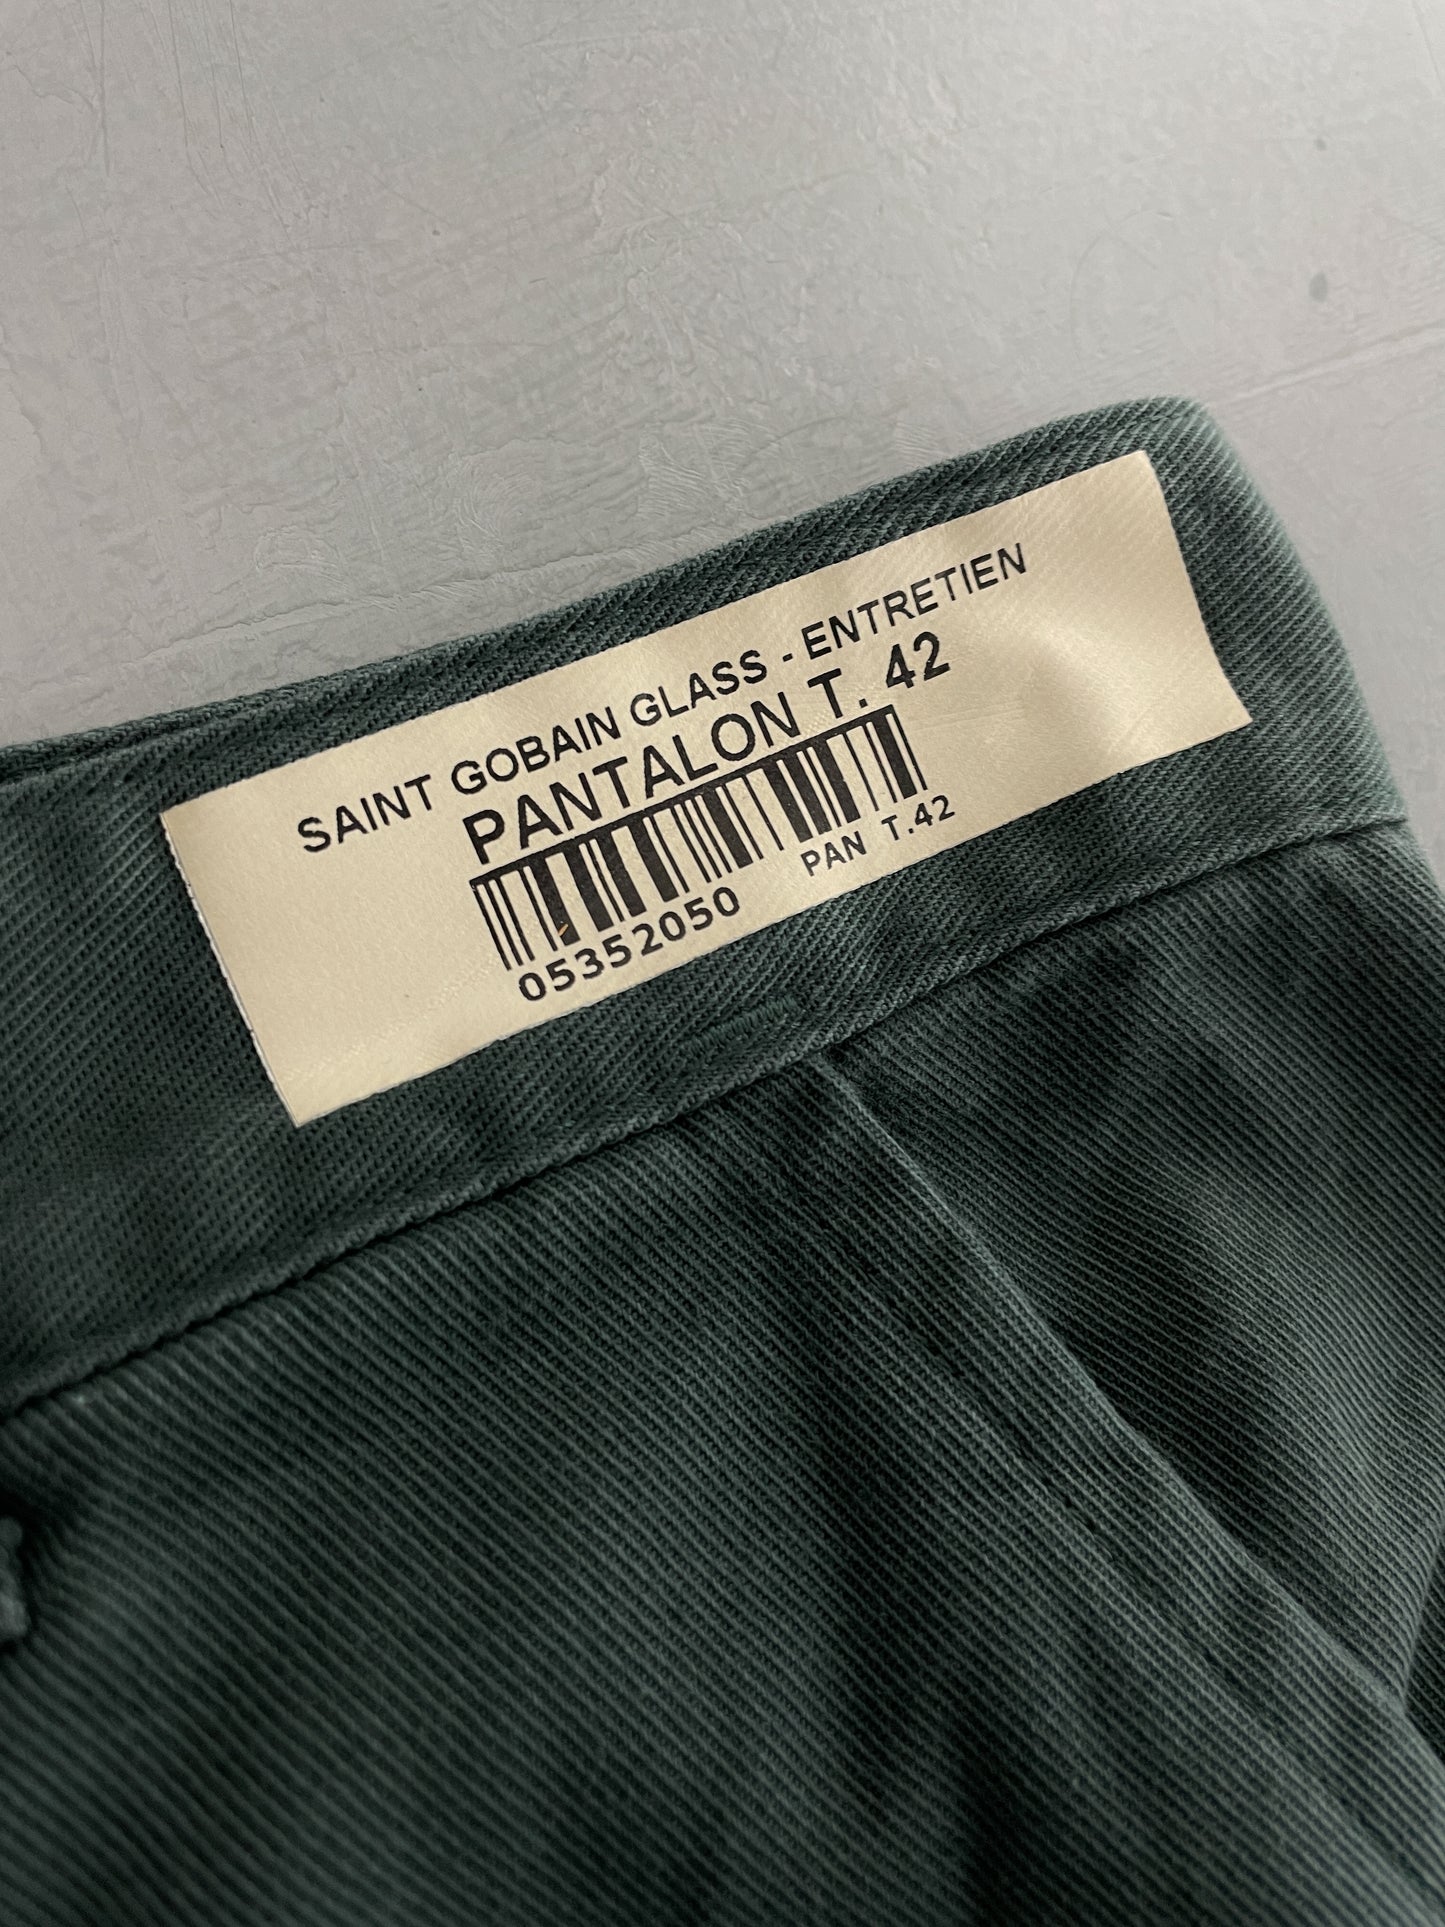 SAINT GOBAIN GLASS - ENTRETIEN
PANTALON T. 42
05352050 PAN T.42